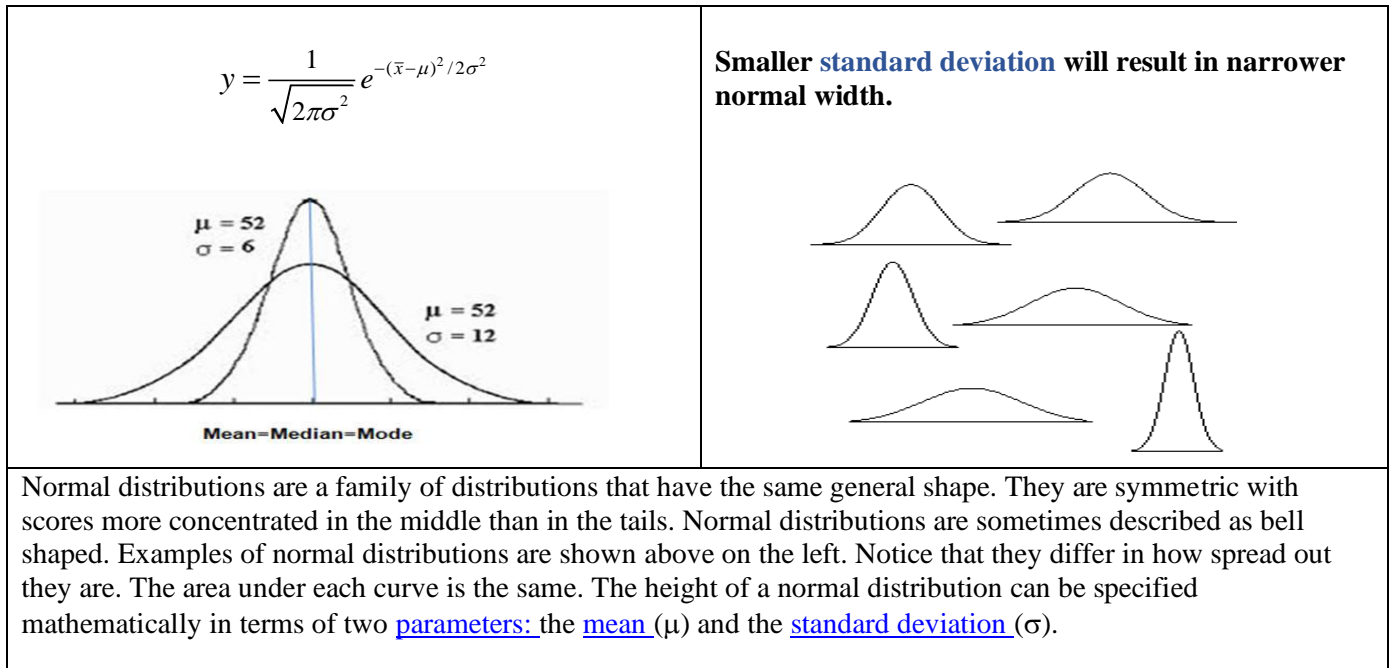 y = 1/√(2πσ²) e^(-(x̄-μ)²/2σ²)
μ = 52
σ = 6
μ = 52
σ = 12
Mean=Median=Mode
Smaller standard deviation will result in narrower
normal width.
Normal distributions are a family of distributions that have the same general shape. They are symmetric with
scores more concentrated in the middle than in the tails. Normal distributions are sometimes described as bell
shaped. Examples of normal distributions are shown above on the left. Notice that they differ in how spread out
they are. The area under each curve is the same. The height of a normal distribution can be specified
mathematically in terms of two parameters: the mean (μ) and the standard deviation (σ).